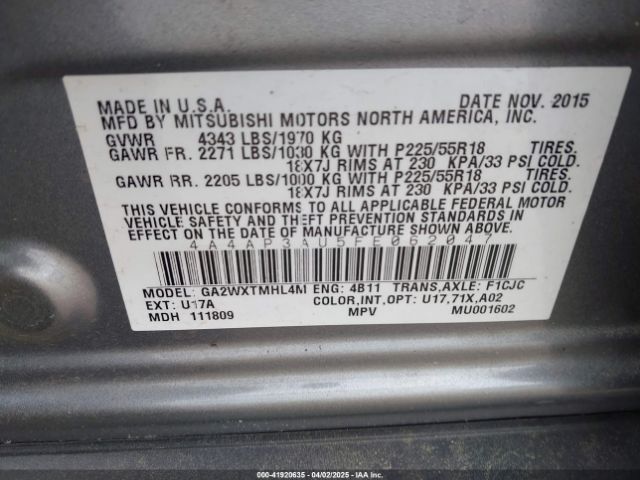 MADE IN U.S.A. DATE NOV. 2015
MFD BY MITSUBISHI MOTORS NORTH AMERICA, INC.
GVWR 4343 LBS/1970 KG
GAWR FR. 2271 LBS/1030 KG WITH P225/55R18 TIRES.
18X7J RIMS AT 230 KPA/33 PSI COLD.
GAWR RR. 2205 LBS/1000 KG WITH P225/55R18 TIRES.
18X7J RIMS AT 230 KPA/33 PSI COLD.
THIS VEHICLE CONFORMS TO ALL APPLICABLE FEDERAL MOTOR
VEHICLE SAFETY AND THEFT PREVENTION STANDARDS IN
EFFECT ON THE DATE OF MANUFACTURE SHOWN ABOVE.
4A4AP3AU5FE062047
MODEL: GA2WXTMHL4M ENG: 4B11 TRANS,AXLE: F1CJC
EXT: U17A COLOR,INT,OPT: U17,71X,A02
MDH 111809 MPV MU001602
000-41920635 - 04/02/2025 - IAAI.COM